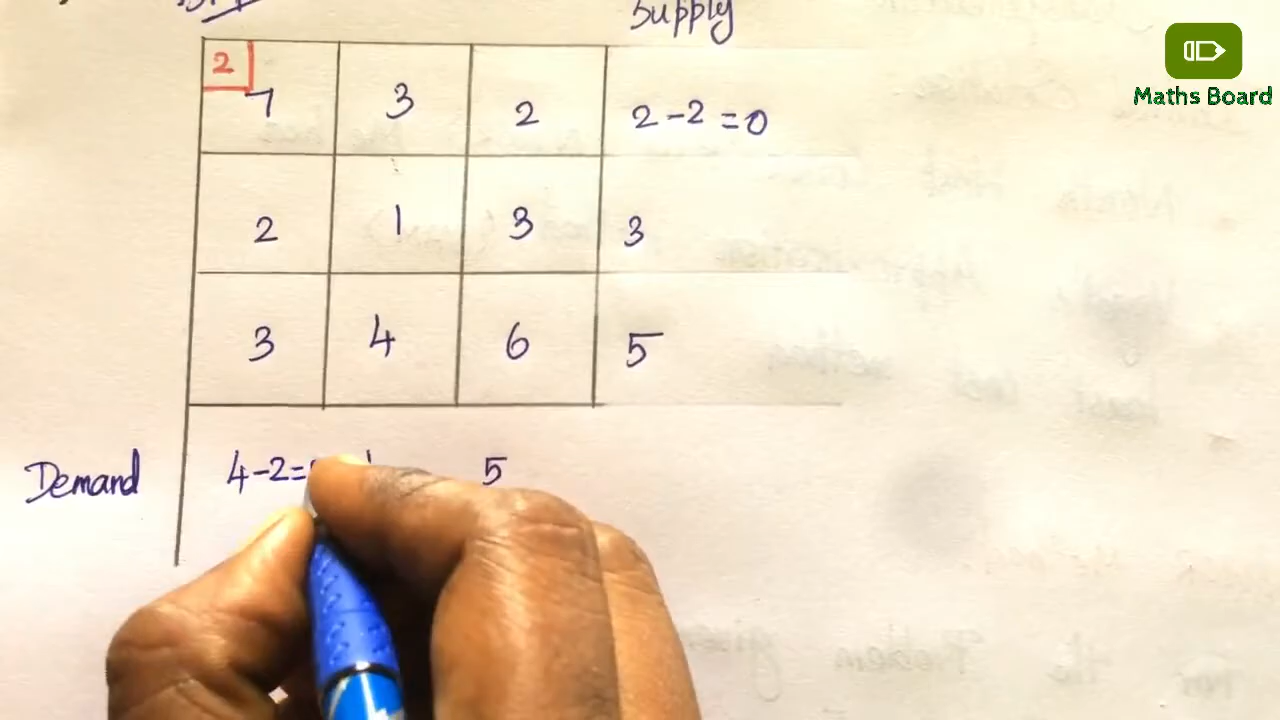 Supply
2
7 3 2 2-2=0
2 1 3 3
3 4 6 5
Demand 4-2= 5
Maths Board